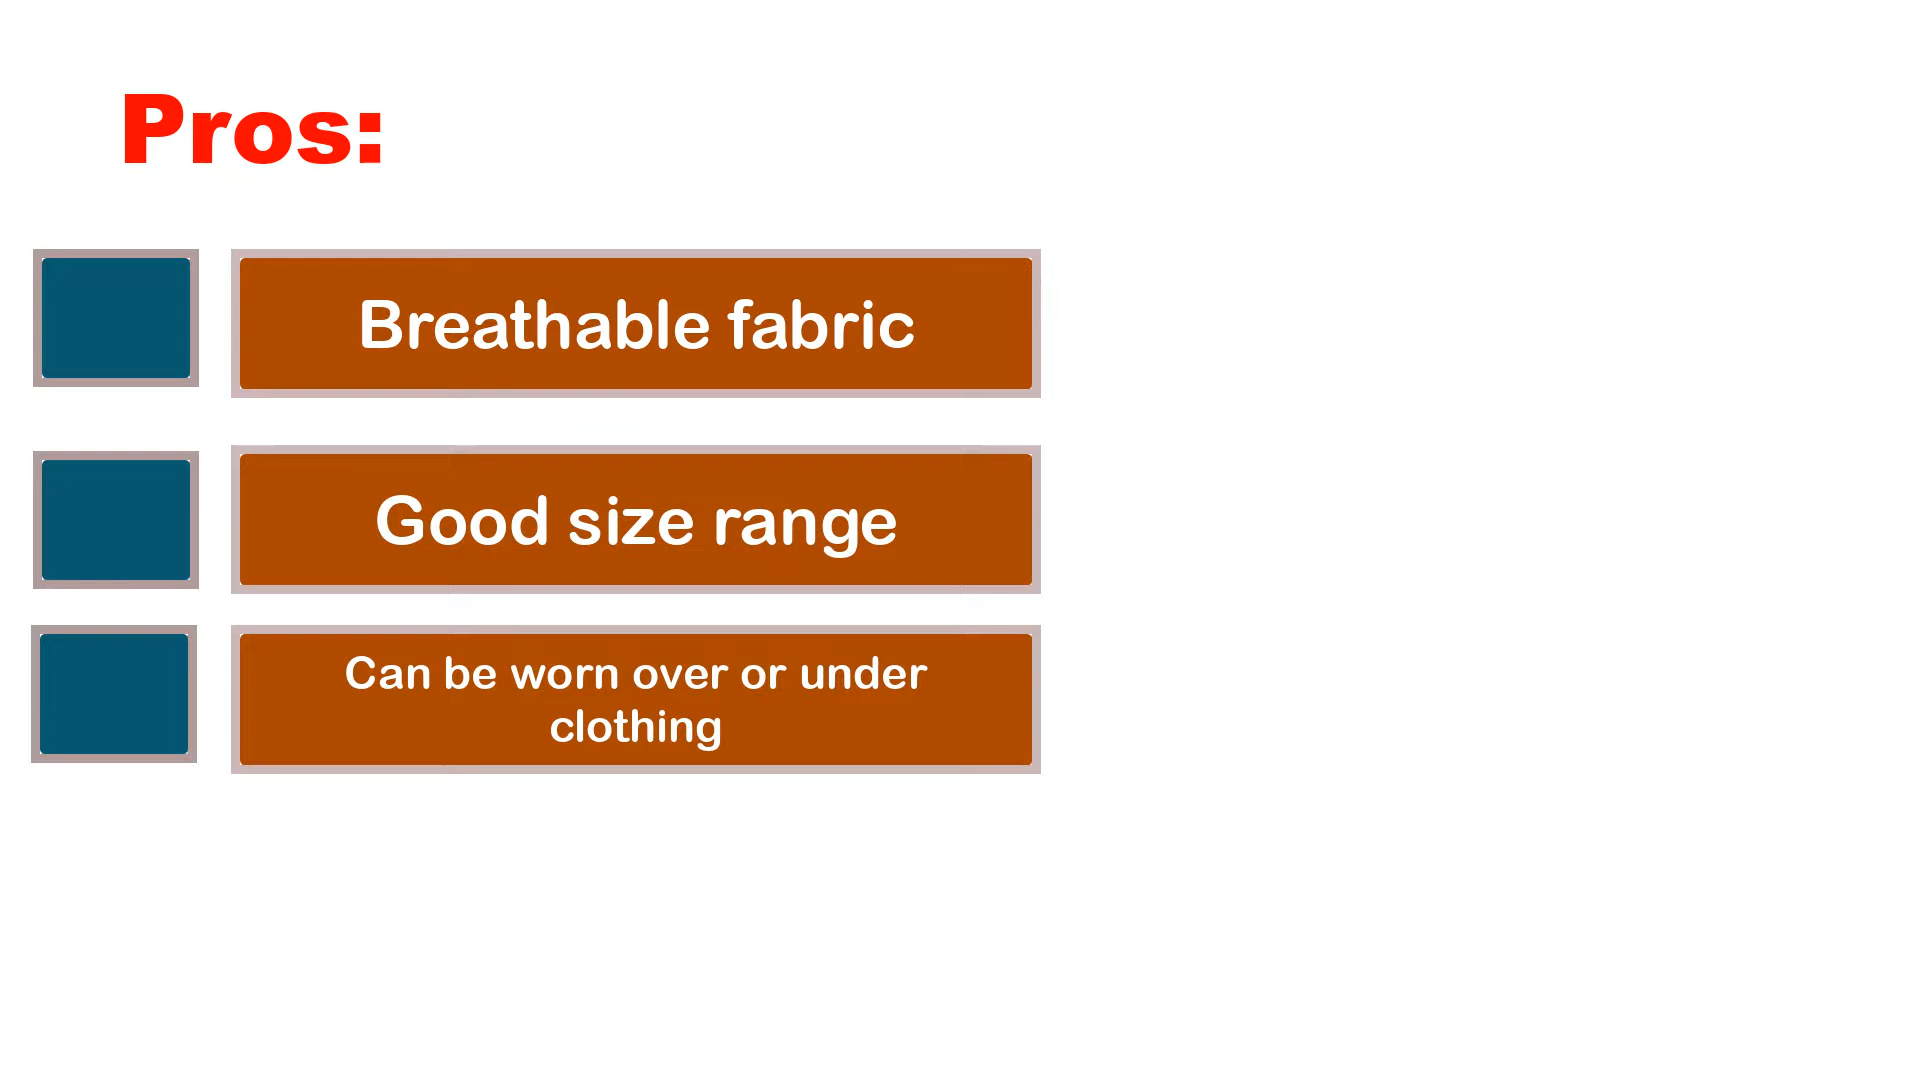 Pros:
Breathable fabric
Good size range
Can be worn over or under
clothing